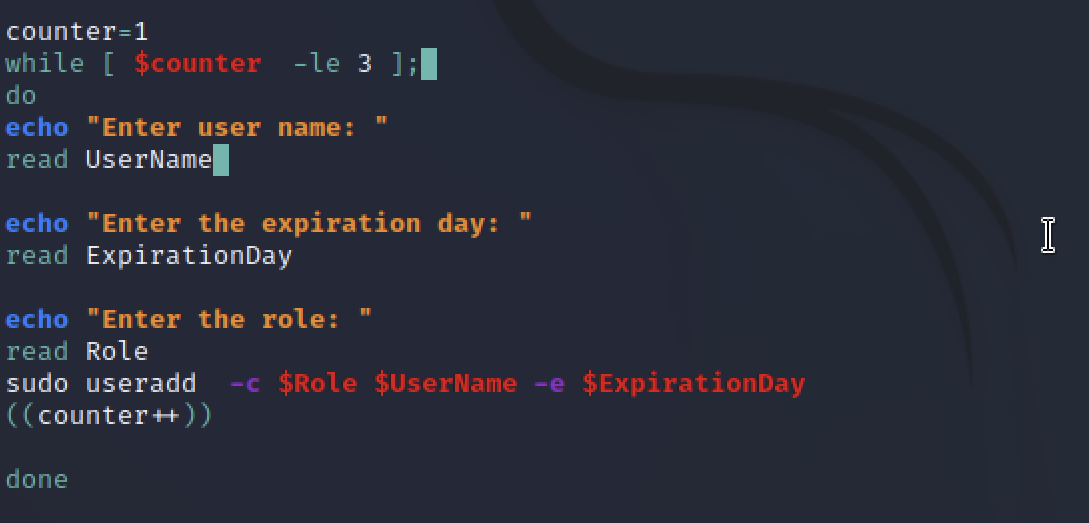 counter=1
while [ $counter  -le 3 ];
do
echo "Enter user name: "
read UserName
echo "Enter the expiration day: "
read ExpirationDay
echo "Enter the role: "
read Role
sudo useradd  -c $Role $UserName -e $ExpirationDay
((counter++))
done